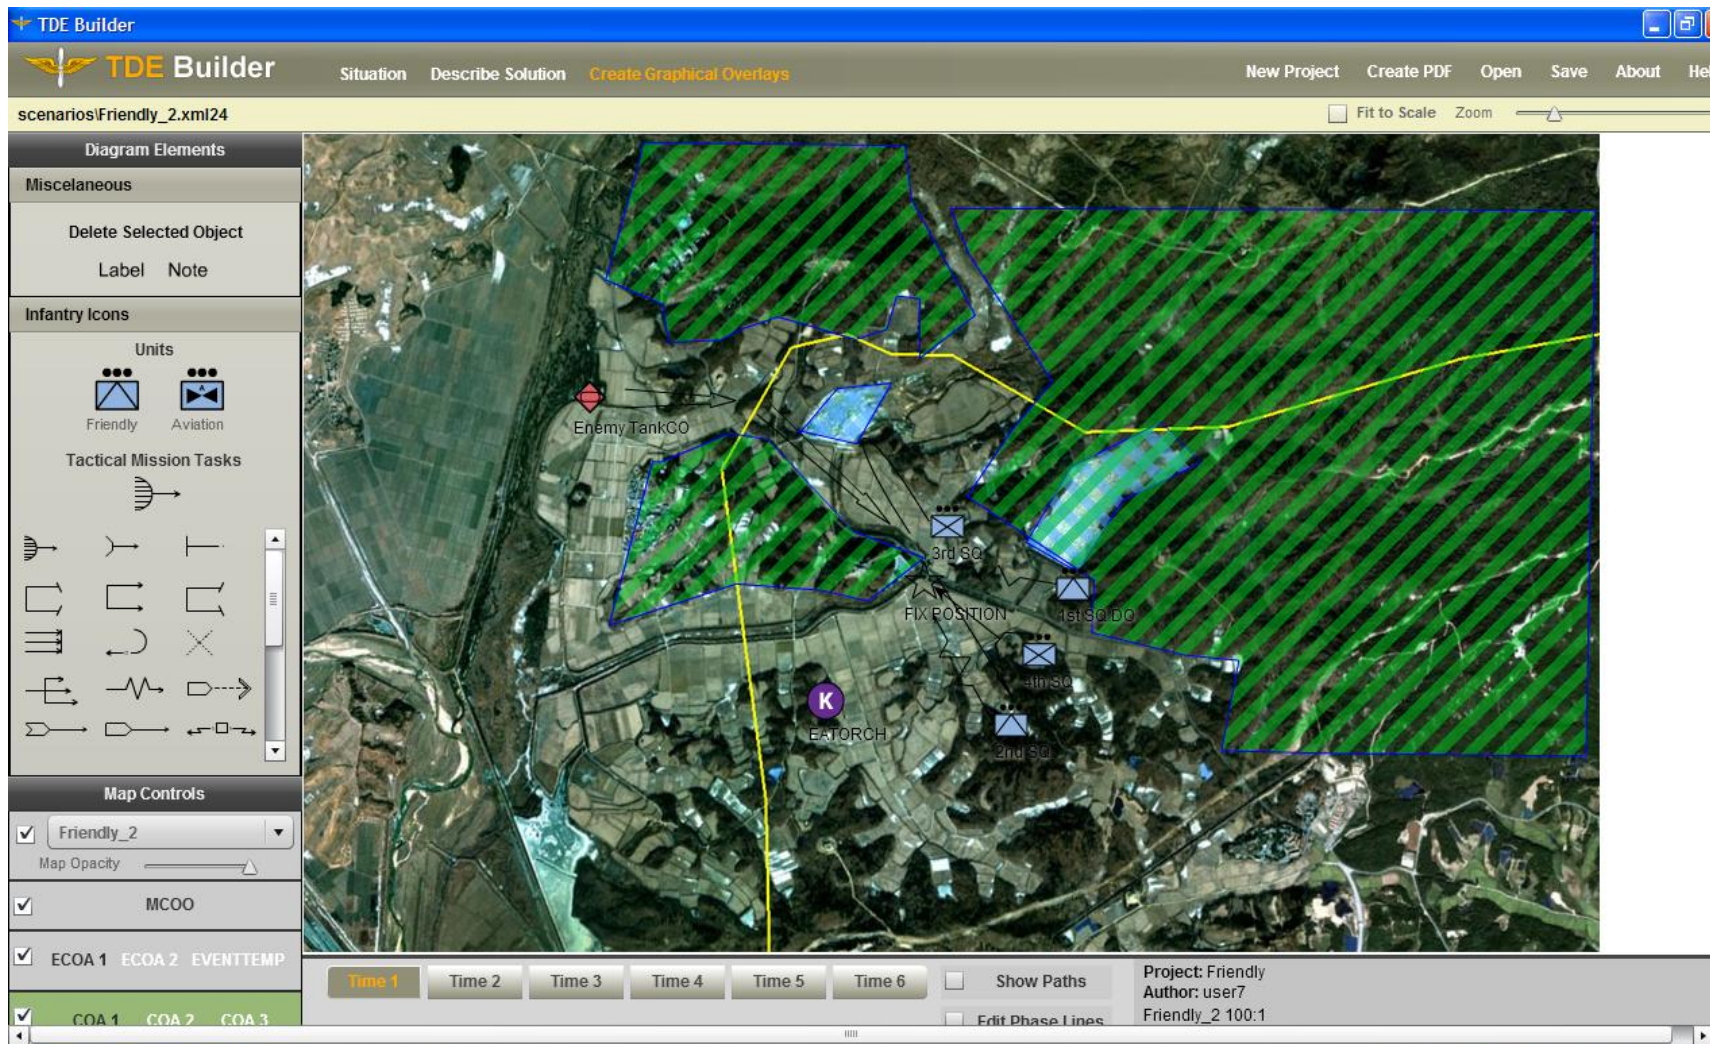 TDE Builder
TDE Builder
Situation Describe Solution Create Graphical Overlays
New Project Create PDF Open Save About Hel
scenarios\Friendly_2.xml24
Fit to Scale Zoom
Diagram Elements
Miscelaneous
Delete Selected Object
Label Note
Infantry Icons
Units
Friendly Aviation
Tactical Mission Tasks
Map Controls
Friendly_2
Map Opacity
MCOO
ECOA 1 ECOA 2 EVENTTEMP
COA 1 COA 2 COA 3
Enemy TankCO
3rd SQ
FIX POSITION
1st SQ DQ
4th SQ
K
EATORCH
2nd SQ
Time 1 Time 2 Time 3 Time 4 Time 5 Time 6
Show Paths
Edit Phase Lines
Project: Friendly
Author: user7
Friendly_2 100:1